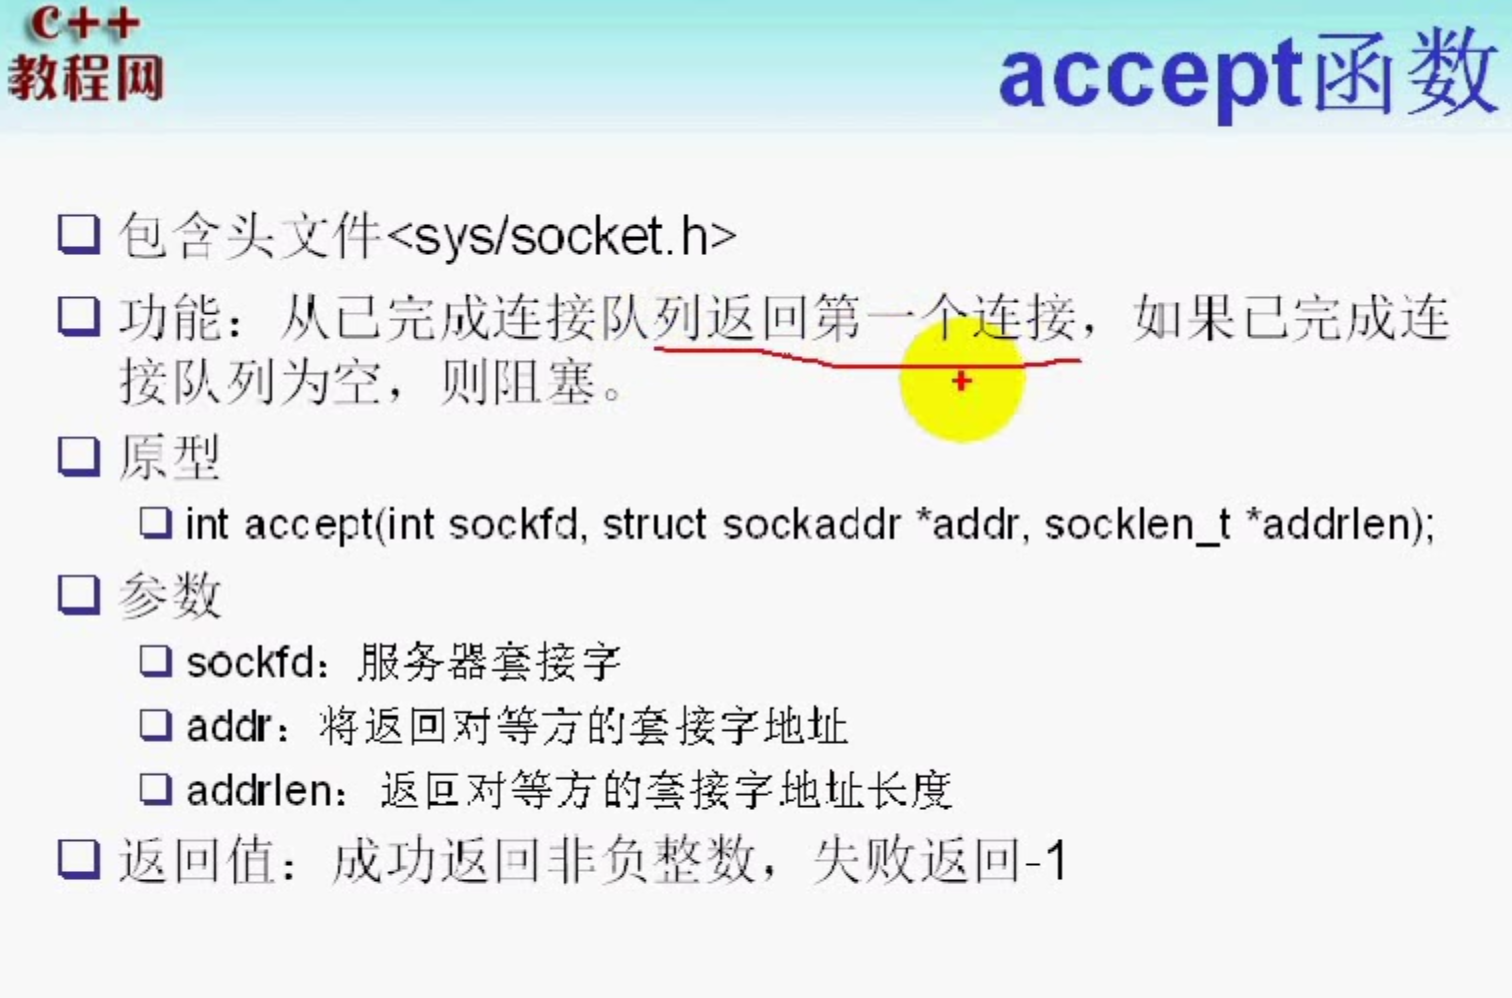 C++
教程网
accept函数
包含头文件<sys/socket.h>
功能：从已完成连接队列返回第一个连接，如果已完成连
接队列为空，则阻塞。
原型
int accept(int sockfd, struct sockaddr *addr, socklen_t *addrlen);
参数
sockfd：服务器套接字
addr：将返回对等方的套接字地址
addrlen：返回对等方的套接字地址长度
返回值：成功返回非负整数，失败返回-1